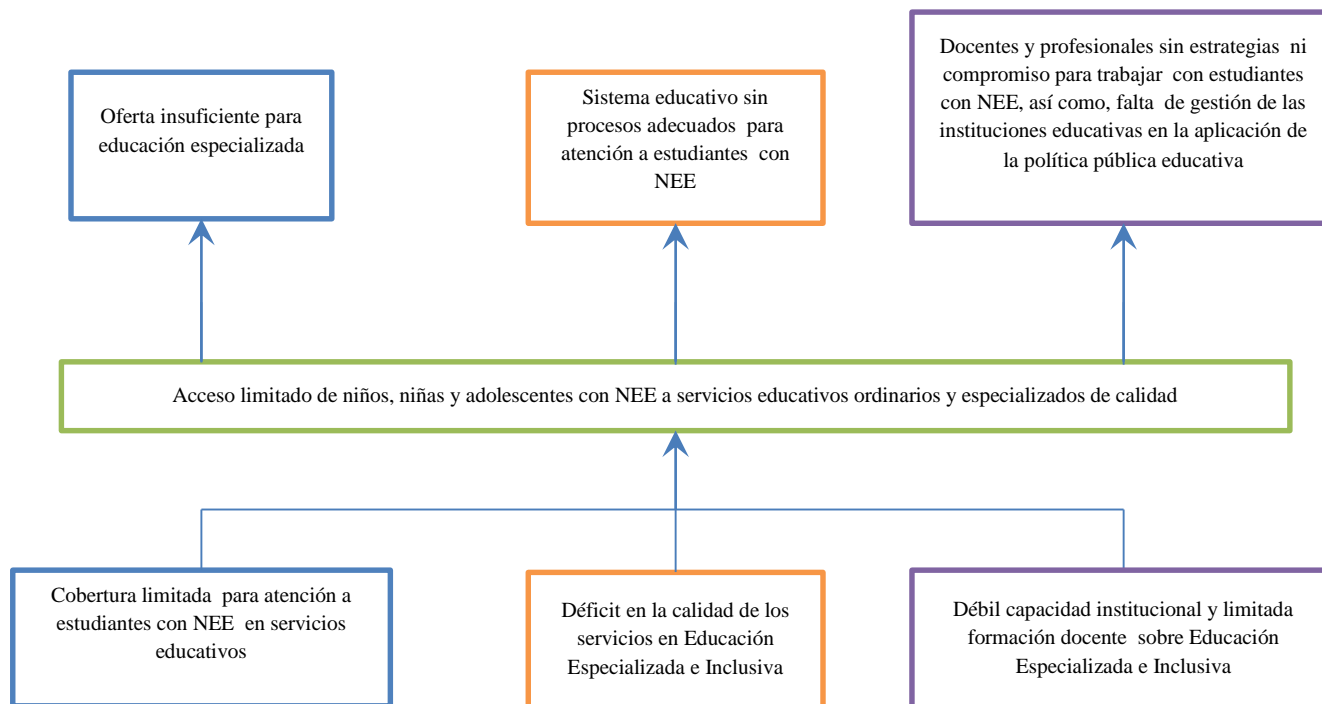 Oferta insuficiente para
educación especializada
Sistema educativo sin
procesos adecuados para
atención a estudiantes con
NEE
Docentes y profesionales sin estrategias ni
compromiso para trabajar con estudiantes
con NEE, así como, falta de gestión de las
instituciones educativas en la aplicación de
la política pública educativa
Acceso limitado de niños, niñas y adolescentes con NEE a servicios educativos ordinarios y especializados de calidad
Cobertura limitada para atención a
estudiantes con NEE en servicios
educativos
Déficit en la calidad de los
servicios en Educación
Especializada e Inclusiva
Débil capacidad institucional y limitada
formación docente sobre Educación
Especializada e Inclusiva